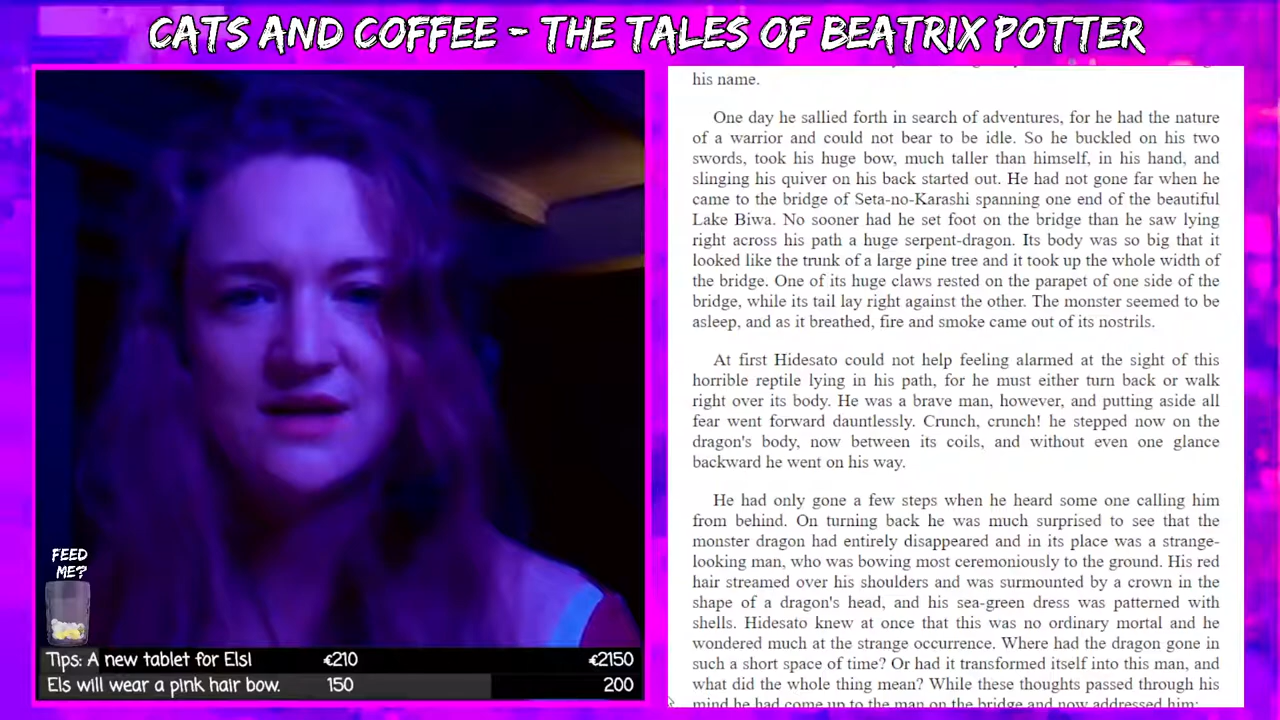 CATS AND COFFEE - THE TALES OF BEATRIX POTTER
his name.
One day he sallied forth in search of adventures, for he had the nature
of a warrior and could not bear to be idle. So he buckled on his two
swords, took his huge bow, much taller than himself, in his hand, and
slinging his quiver on his back started out. He had not gone far when he
came to the bridge of Seta-no-Karashi spanning one end of the beautiful
Lake Biwa. No sooner had he set foot on the bridge than he saw lying
right across his path a huge serpent-dragon. Its body was so big that it
looked like the trunk of a large pine tree and it took up the whole width of
the bridge. One of its huge claws rested on the parapet of one side of the
bridge, while its tail lay right against the other. The monster seemed to be
asleep, and as it breathed, fire and smoke came out of its nostrils.
At first Hidesato could not help feeling alarmed at the sight of this
horrible reptile lying in his path, for he must either turn back or walk
right over its body. He was a brave man, however, and putting aside all
fear went forward dauntlessly. Crunch, crunch! he stepped now on the
dragon's body, now between its coils, and without even one glance
backward he went on his way.
He had only gone a few steps when he heard some one calling him
from behind. On turning back he was much surprised to see that the
monster dragon had entirely disappeared and in its place was a strange-
looking man, who was bowing most ceremoniously to the ground. His red
hair streamed over his shoulders and was surmounted by a crown in the
shape of a dragon's head, and his sea-green dress was patterned with
shells. Hidesato knew at once that this was no ordinary mortal and he
wondered much at the strange occurrence. Where had the dragon gone in
such a short space of time? Or had it transformed itself into this man, and
what did the whole thing mean? While these thoughts passed through his
mind he had come up to the man on the bridge and now addressed him:
FEED
ME?
Tips: A new tablet for Els! €210 €2150
Els will wear a pink hair bow. 150 200